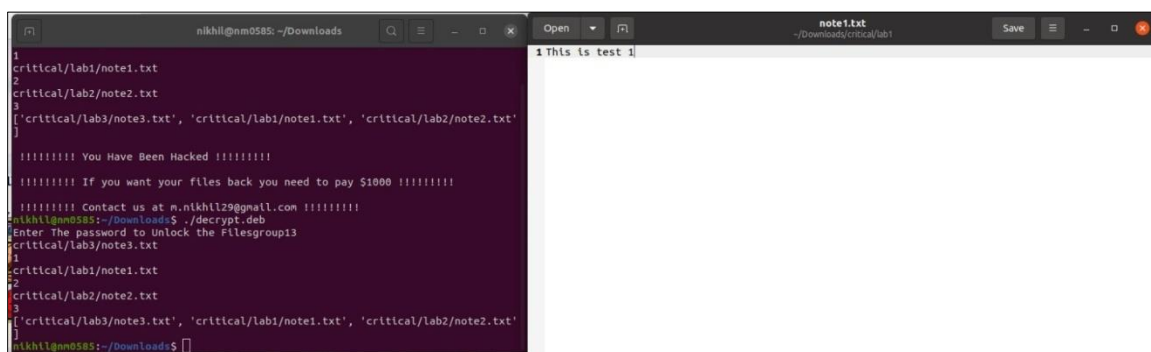 nikhil@nm0585: ~/Downloads
1
critical/lab1/note1.txt
2
critical/lab2/note2.txt
3
['critical/lab3/note3.txt', 'critical/lab1/note1.txt', 'critical/lab2/note2.txt'
]
!!!!!!!!! You Have Been Hacked !!!!!!!!!
!!!!!!!!! If you want your files back you need to pay $1000 !!!!!!!!!
!!!!!!!!! Contact us at m.nikhil29@gmail.com !!!!!!!!!
nikhil@nm0585:~/Downloads$ ./decrypt.deb
Enter The password to Unlock the Filesgroup13
critical/lab3/note3.txt
1
critical/lab1/note1.txt
2
critical/lab2/note2.txt
3
['critical/lab3/note3.txt', 'critical/lab1/note1.txt', 'critical/lab2/note2.txt'
]
nikhil@nm0585:~/Downloads$
Open
note1.txt
~/Downloads/critical/lab1
Save
1 This is test 1